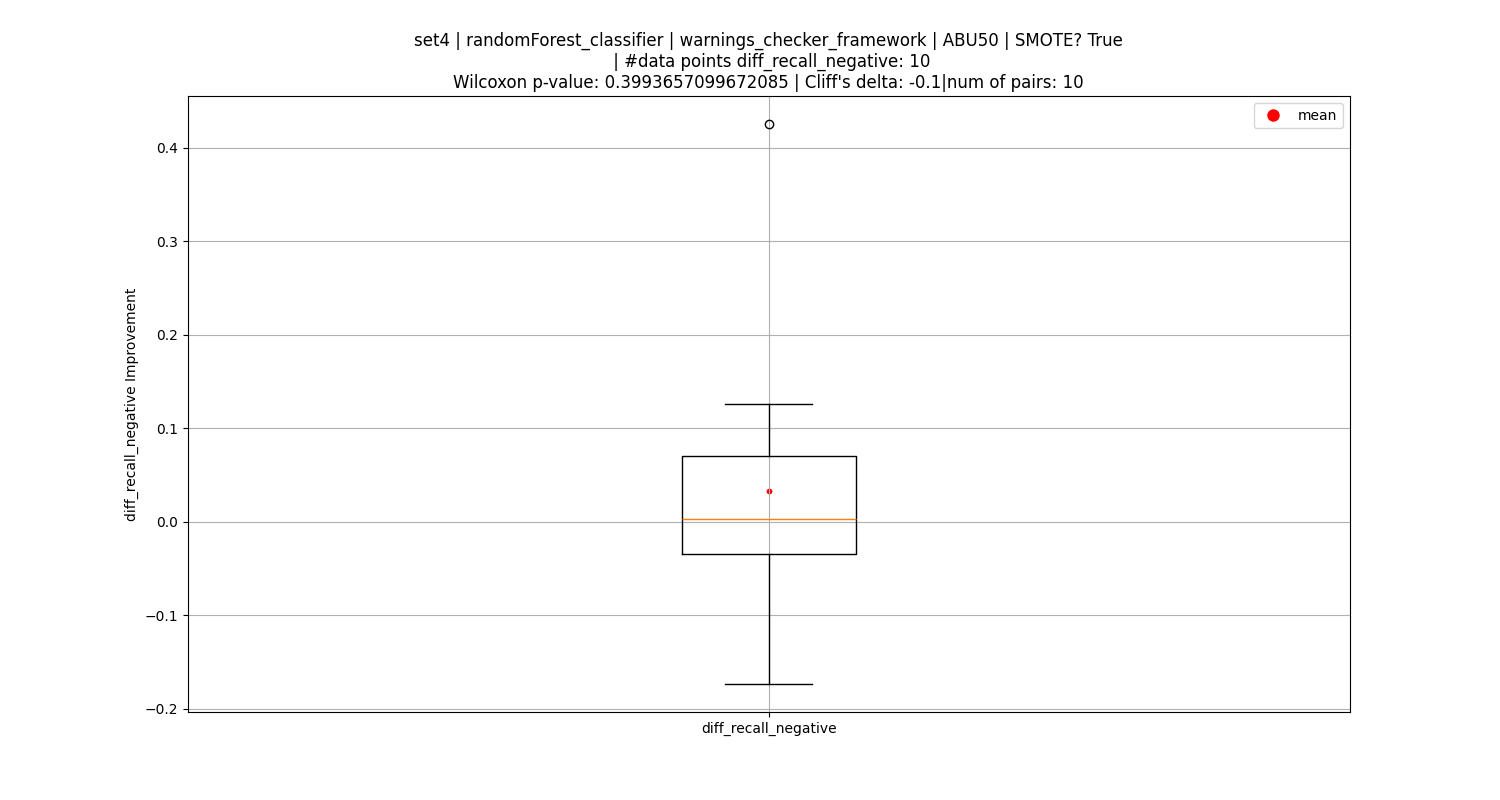 set4 | randomForest_classifier | warnings_checker_framework | ABU50 | SMOTE? True
| #data points diff_recall_negative: 10
Wilcoxon p-value: 0.3993657099672085 | Cliff's delta: -0.1|num of pairs: 10
mean
0.4
0.3
0.2
0.1
0.0
−0.1
−0.2
diff_recall_negative Improvement
diff_recall_negative